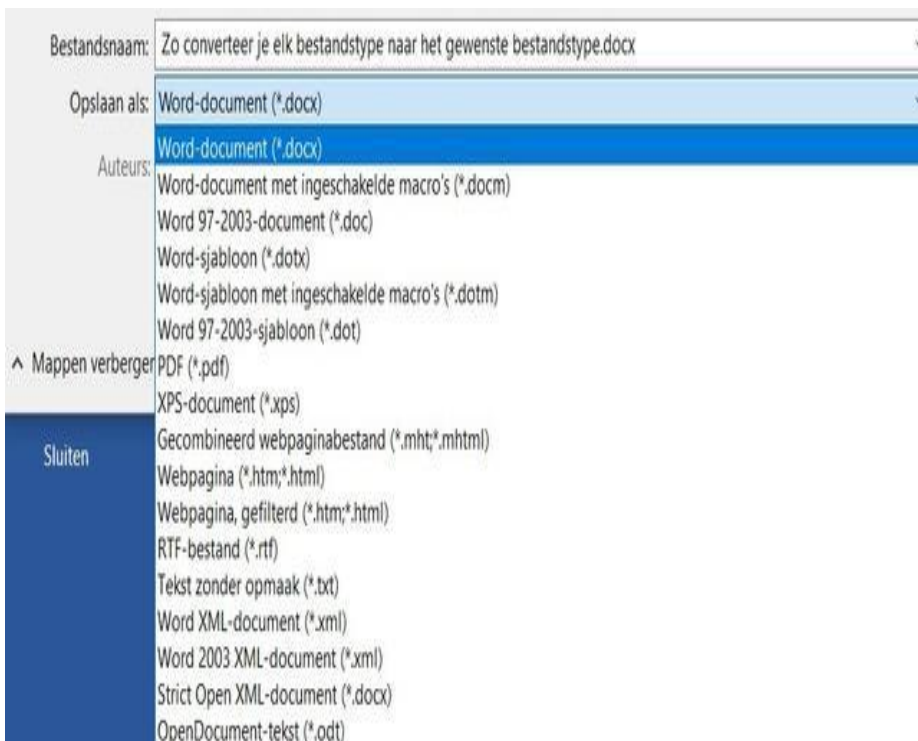 Bestandsnaam: Zo converteer je elk bestandstype naar het gewenste bestandstype.docx
Opslaan als: Word-document (*.docx)
Word-document (*.docx)
Auteurs:
Word-document met ingeschakelde macro's (*.docm)
Word 97-2003-document (*.doc)
Word-sjabloon (*.dotx)
Word-sjabloon met ingeschakelde macro's (*.dotm)
Word 97-2003-sjabloon (*.dot)
Mappen verberger PDF (*.pdf)
XPS-document (*.xps)
Gecombineerd webpaginabestand (*.mht;*.mhtml)
Sluiten
Webpagina (*.htm;*.html)
Webpagina, gefilterd (*.htm;*.html)
RTF-bestand (*.rtf)
Tekst zonder opmaak (*.txt)
Word XML-document (*.xml)
Word 2003 XML-document (*.xml)
Strict Open XML-document (*.docx)
OpenDocument-tekst (*.odt)